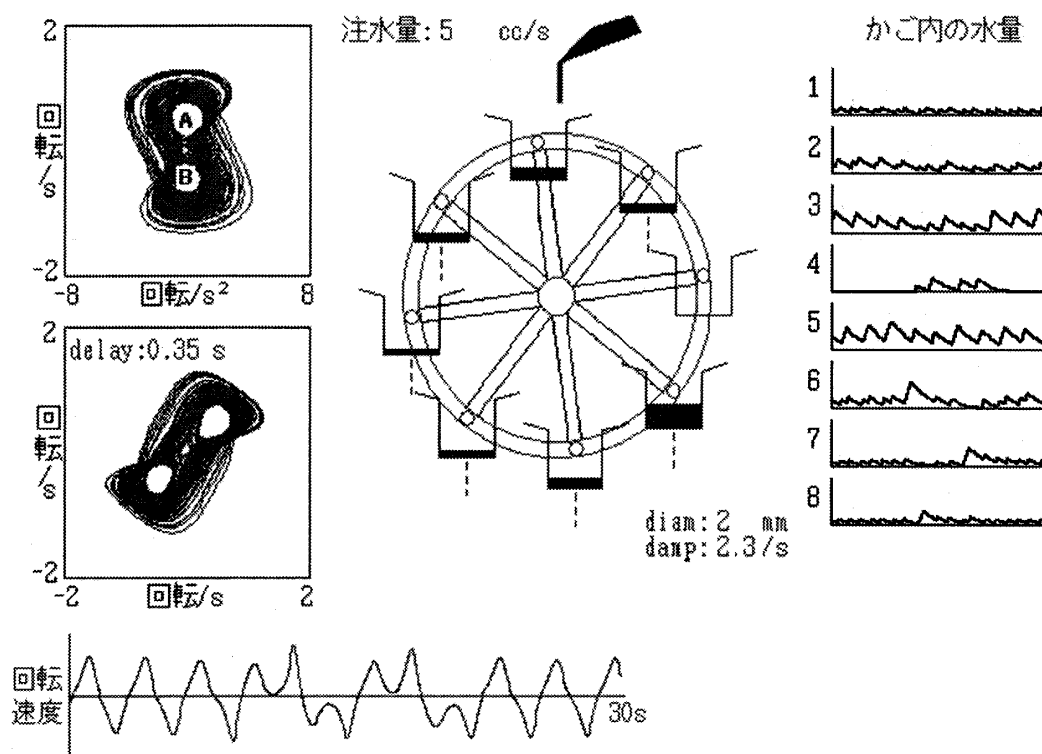 2
回転/s
A
B
-2
-8
回転/s²
8
2
delay:0.35 s
回転/s
-2
-2
回転/s
2
注水量:5 cc/s
diam:2 mm
damp:2.3/s
かご内の水量
1
2
3
4
5
6
7
8
回転
速度
30s